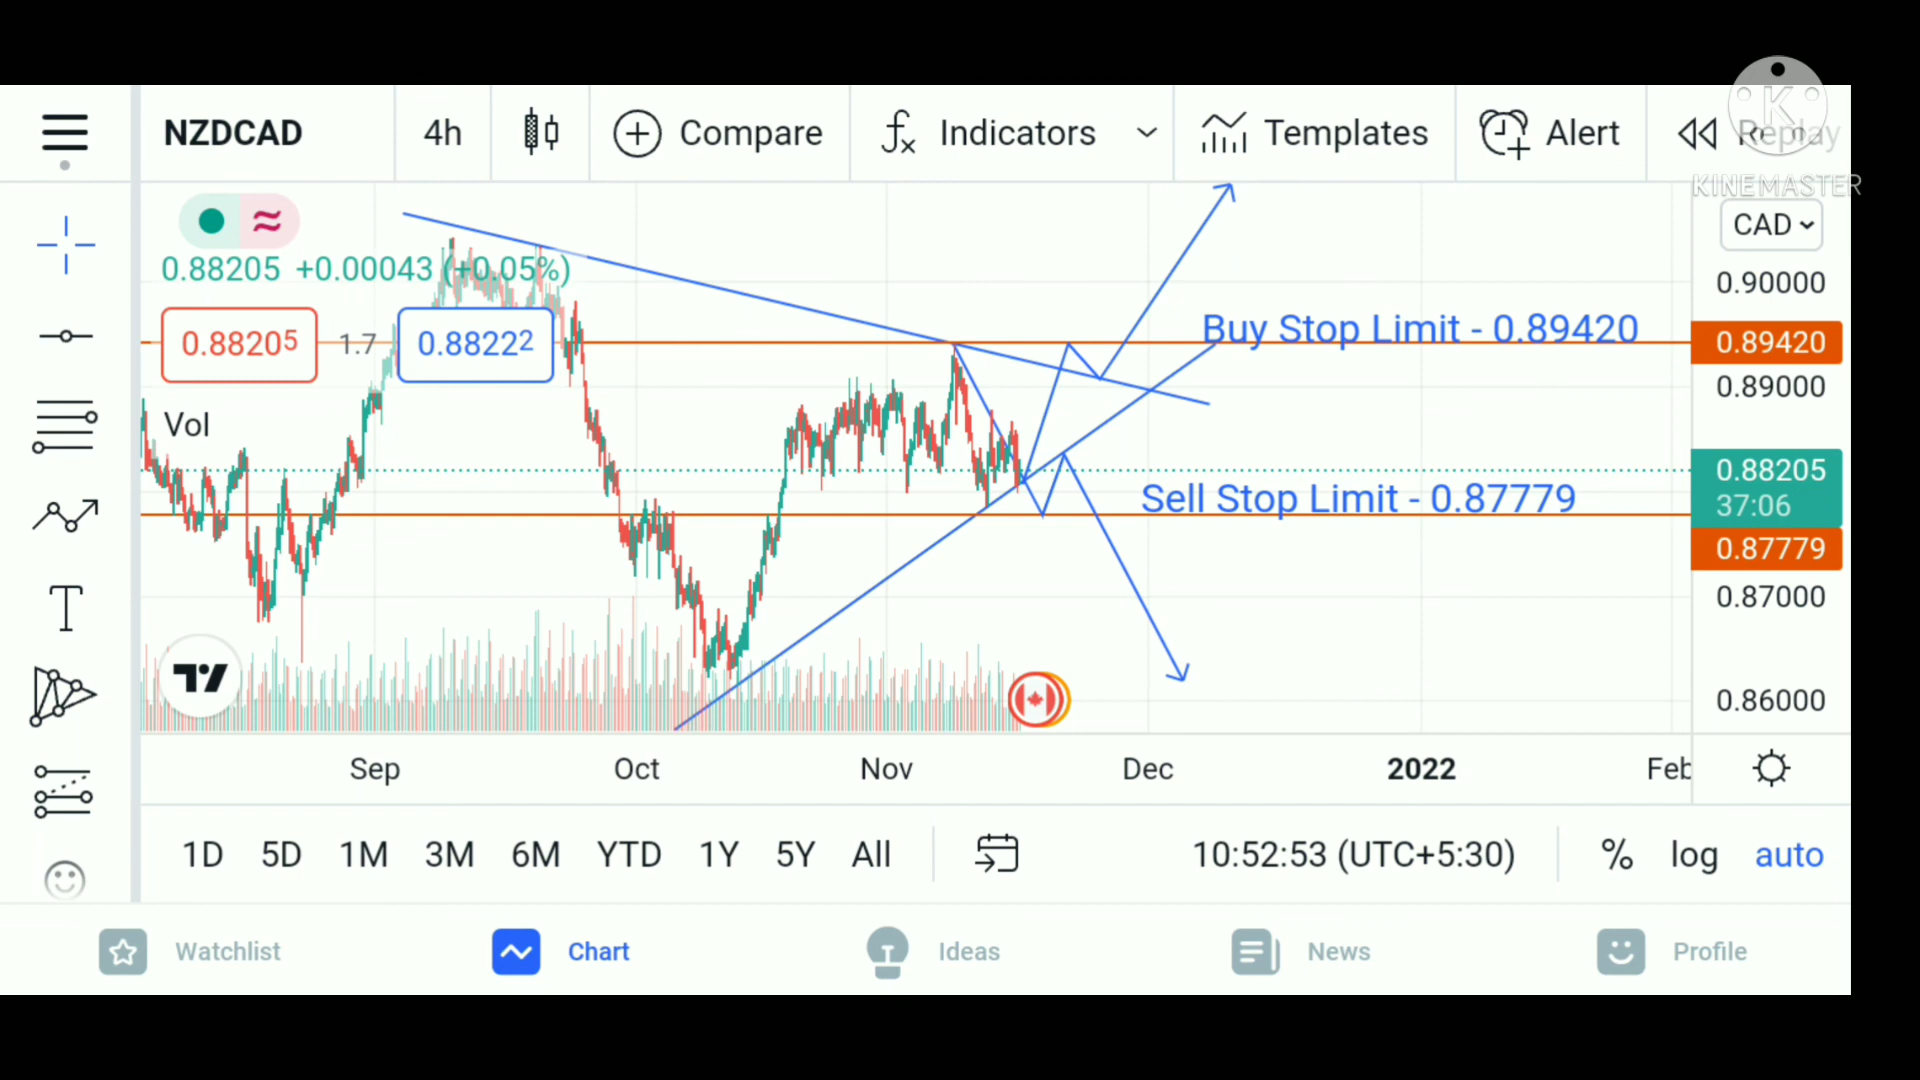 NZDCAD 4h Compare Indicators Templates Alert Replay
KINEMASTER
CAD
0.88205 +0.00043 (+0.05%)
0.90000
Buy Stop Limit - 0.89420
0.88205 1.7 0.88222
0.89420
0.89000
Vol
0.88205
Sell Stop Limit - 0.87779
37:06
0.87779
0.87000
0.86000
Sep Oct Nov Dec 2022 Feb
1D 5D 1M 3M 6M YTD 1Y 5Y All 10:52:53 (UTC+5:30) % log auto
Watchlist Chart Ideas News Profile